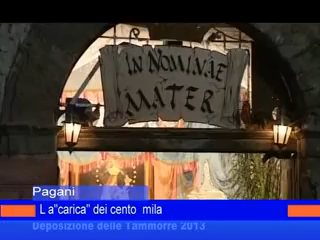 IN NOMINAE
MATER
Pagani
L a"carica" dei cento mila
Deposizione delle Tammorre 2013